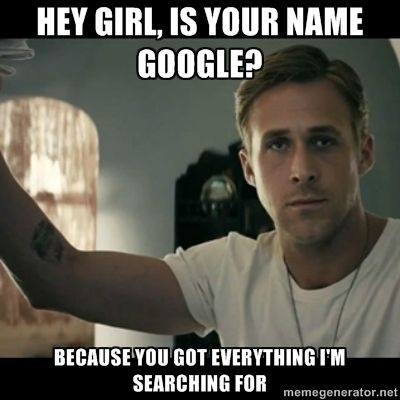 HEY GIRL, IS YOUR NAME
GOOGLE?
BECAUSE YOU GOT EVERYTHING I'M
SEARCHING FOR
memegenerator.net